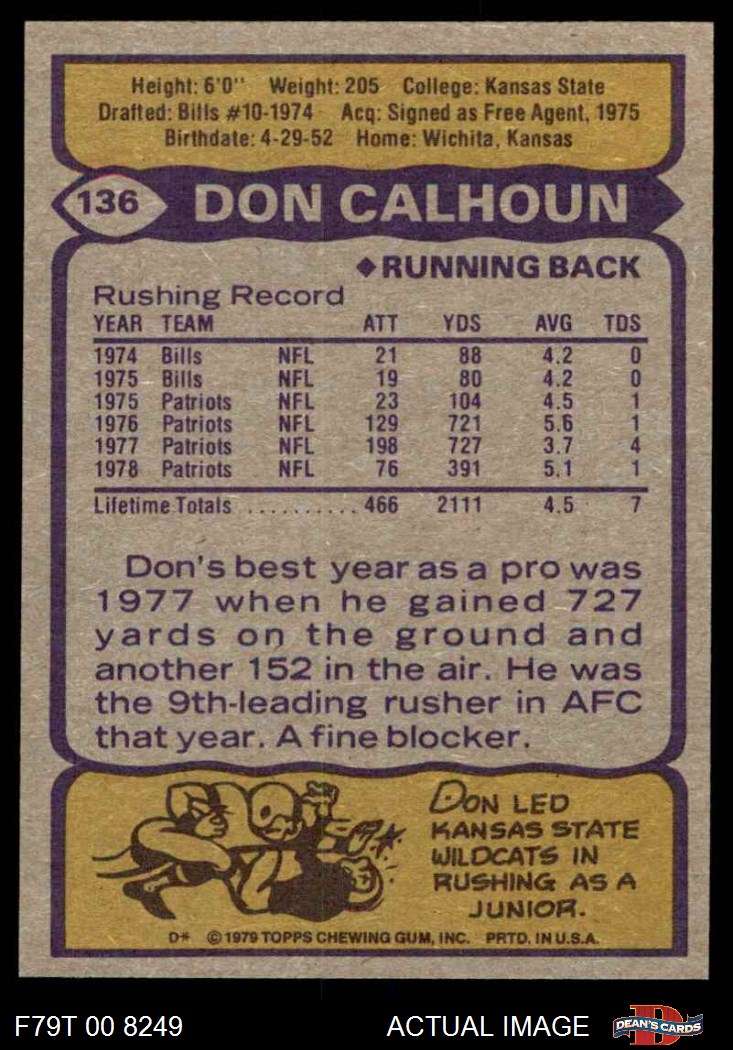 Height: 6'0'' Weight: 205 College: Kansas State
Drafted: Bills #10-1974 Acq: Signed as Free Agent, 1975
Birthdate: 4-29-52 Home: Wichita, Kansas
136 DON CALHOUN
◆RUNNING BACK
Rushing Record
YEAR TEAM ATT YDS AVG TDS
1974 Bills NFL 21 88 4.2 0
1975 Bills NFL 19 80 4.2 0
1975 Patriots NFL 23 104 4.5 1
1976 Patriots NFL 129 721 5.6 1
1977 Patriots NFL 198 727 3.7 4
1978 Patriots NFL 76 391 5.1 1
Lifetime Totals .......... 466 2111 4.5 7
Don's best year as a pro was
1977 when he gained 727
yards on the ground and
another 152 in the air. He was
the 9th-leading rusher in AFC
that year. A fine blocker.
DON LED
KANSAS STATE
WILDCATS IN
RUSHING AS A
JUNIOR.
D* © 1979 TOPPS CHEWING GUM, INC. PRTD. IN U.S.A.
F79T 00 8249 ACTUAL IMAGE D DEAN'S CARDS